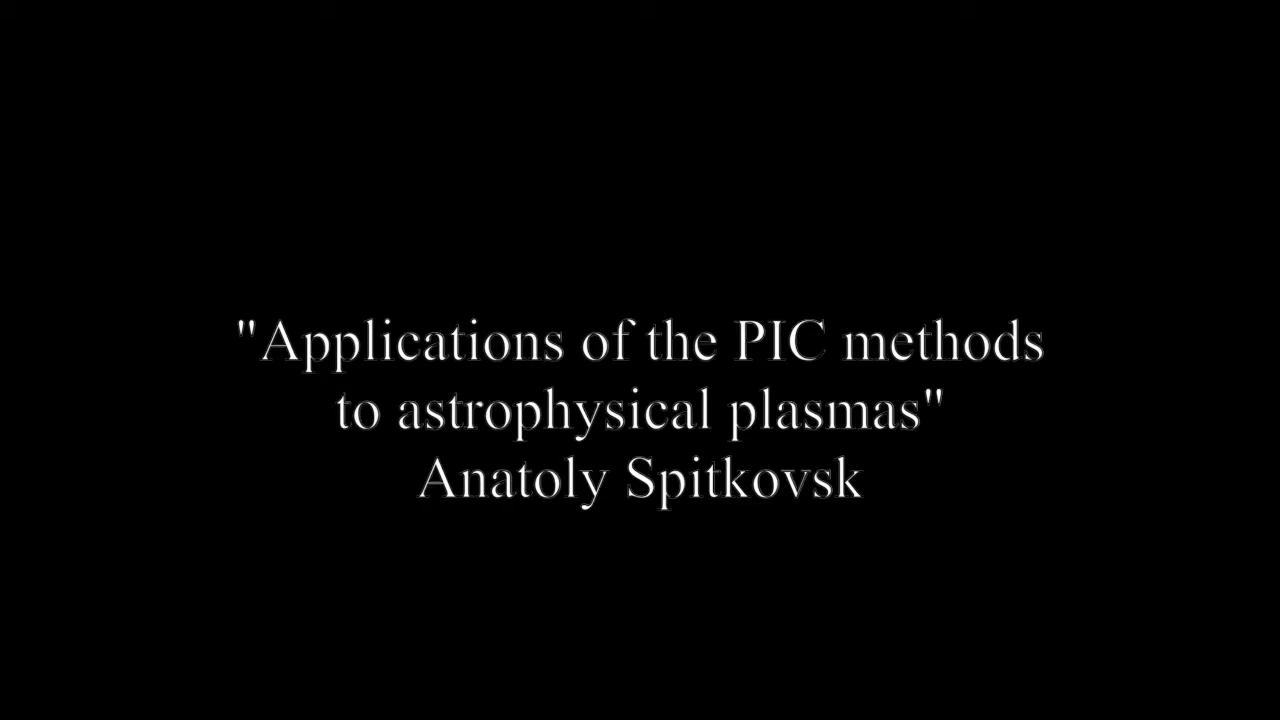 "Applications of the PIC methods
to astrophysical plasmas"
Anatoly Spitkovsk